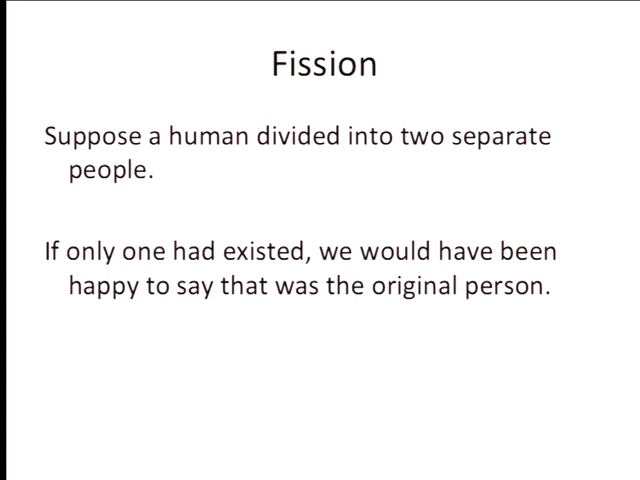 Fission
Suppose a human divided into two separate
people.
If only one had existed, we would have been
happy to say that was the original person.